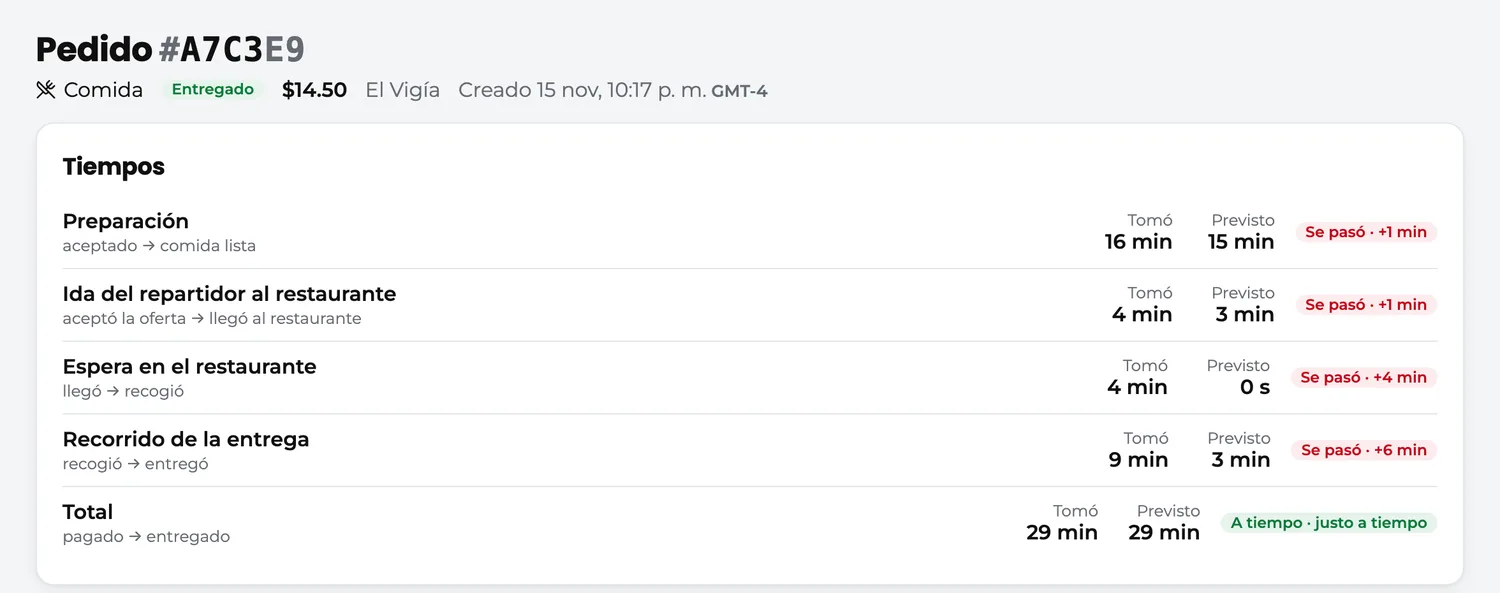 Pedido #A7C3E9
Comida Entregado $14.50 El Vigía Creado 15 nov, 10:17 p. m. GMT-4
Tiempos
Preparación
aceptado → comida lista
Tomó
16 min
Previsto
15 min
Se pasó · +1 min
Ida del repartidor al restaurante
aceptó la oferta → llegó al restaurante
Tomó
4 min
Previsto
3 min
Se pasó · +1 min
Espera en el restaurante
llegó → recogió
Tomó
4 min
Previsto
0 s
Se pasó · +4 min
Recorrido de la entrega
recogió → entregó
Tomó
9 min
Previsto
3 min
Se pasó · +6 min
Total
pagado → entregado
Tomó
29 min
Previsto
29 min
A tiempo · justo a tiempo